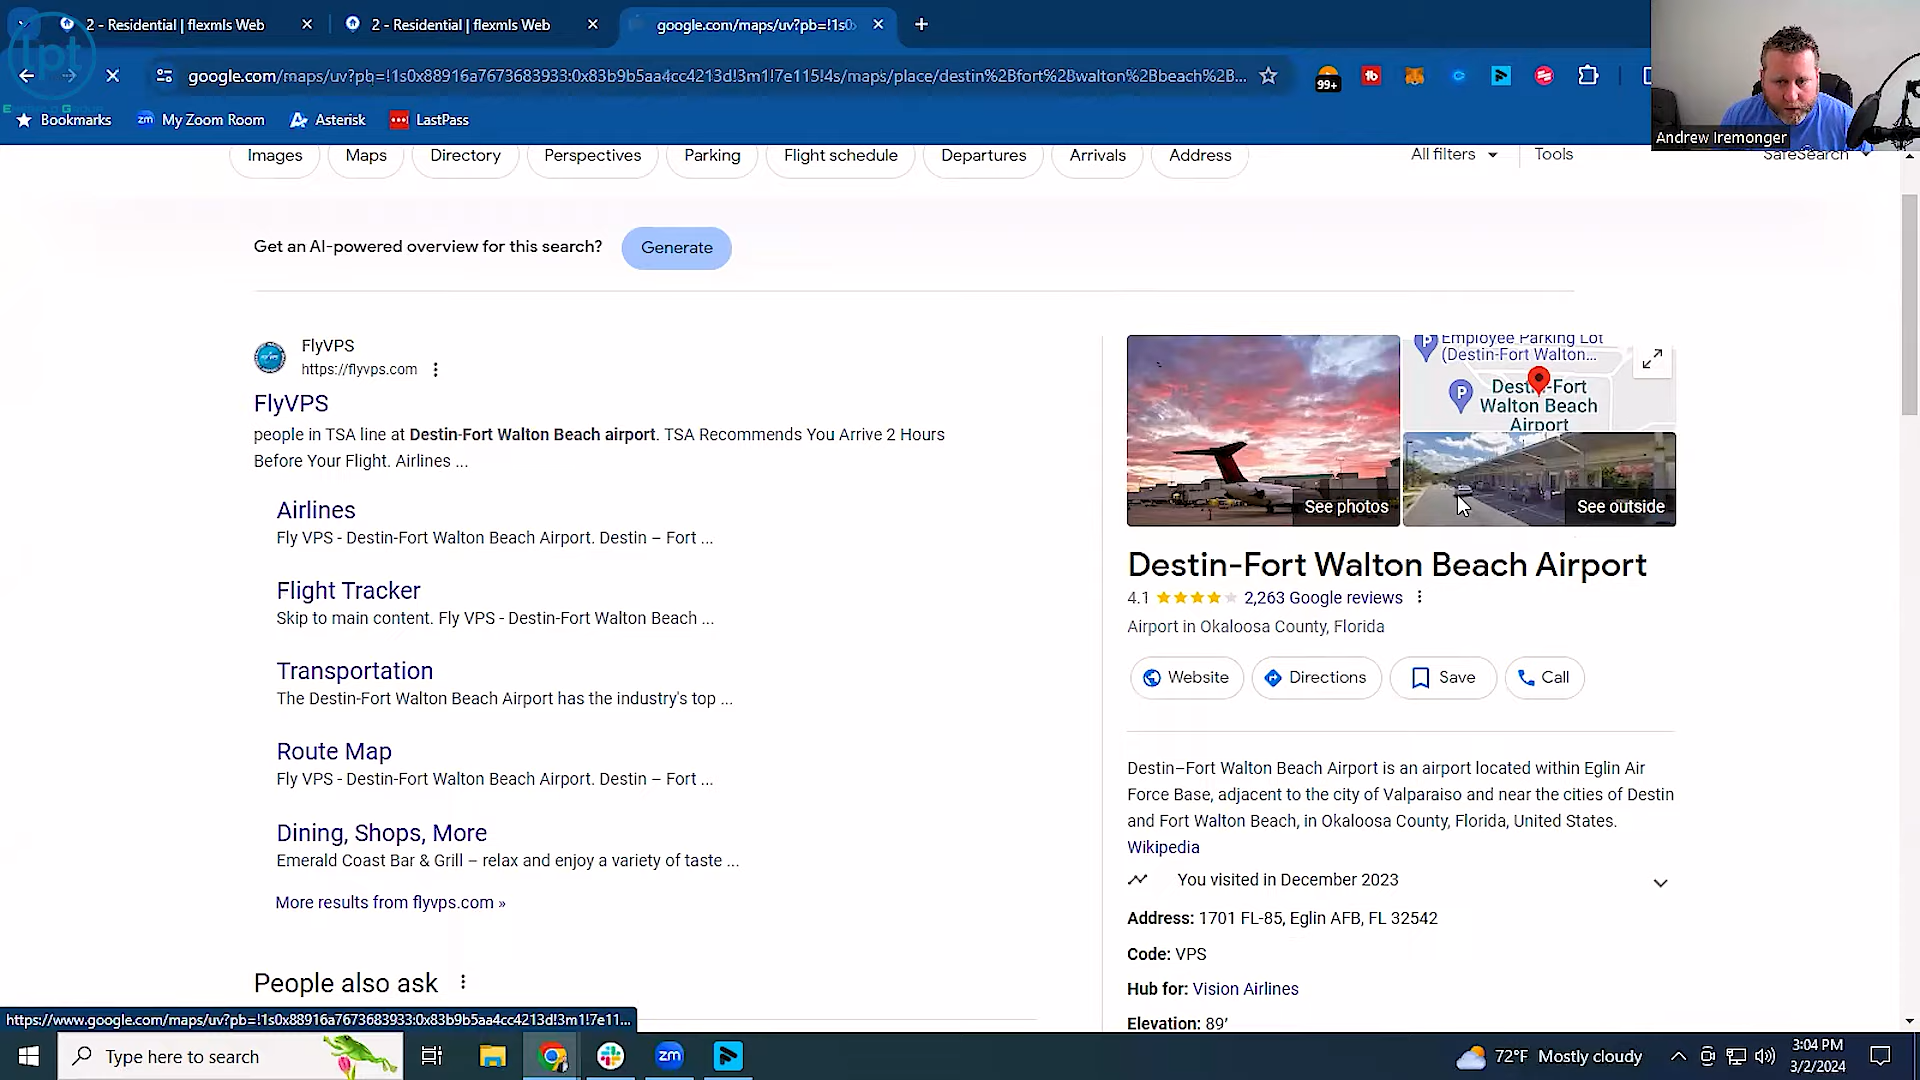 2 - Residential | flexmls Web
2 - Residential | flexmls Web
google.com/maps/uv?pb=!1s0
google.com/maps/uv?pb=!1s0x88916a7673683933:0x83b9b5aa4cc4213d!3m1!7e115!4s/maps/place/destin%2Bfort%2Bwalton%2Bbeach%2B...
99+
Bookmarks
zm My Zoom Room
Asterisk
LastPass
Andrew Iremonger
Images
Maps
Directory
Perspectives
Parking
Flight schedule
Departures
Arrivals
Address
All filters
Tools
SafeSearch
Get an AI-powered overview for this search?
Generate
FlyVPS
https://flyvps.com
FlyVPS
people in TSA line at Destin-Fort Walton Beach airport. TSA Recommends You Arrive 2 Hours
Before Your Flight. Airlines ...
Airlines
Fly VPS - Destin-Fort Walton Beach Airport. Destin – Fort ...
Flight Tracker
Skip to main content. Fly VPS - Destin-Fort Walton Beach ...
Transportation
The Destin-Fort Walton Beach Airport has the industry's top ...
Route Map
Fly VPS - Destin-Fort Walton Beach Airport. Destin – Fort ...
Dining, Shops, More
Emerald Coast Bar & Grill – relax and enjoy a variety of taste ...
More results from flyvps.com »
People also ask
Employee Parking Lot
(Destin-Fort Walton...
P
Destin-Fort
Walton Beach
Airport
See photos
See outside
Destin-Fort Walton Beach Airport
4.1
2,263 Google reviews
Airport in Okaloosa County, Florida
Website
Directions
Save
Call
Destin–Fort Walton Beach Airport is an airport located within Eglin Air
Force Base, adjacent to the city of Valparaiso and near the cities of Destin
and Fort Walton Beach, in Okaloosa County, Florida, United States.
Wikipedia
You visited in December 2023
Address: 1701 FL-85, Eglin AFB, FL 32542
Code: VPS
Hub for: Vision Airlines
Elevation: 89′
https://www.google.com/maps/uv?pb=!1s0x88916a7673683933:0x83b9b5aa4cc4213d!3m1!7e11...
Type here to search
zm
72°F Mostly cloudy
3:04 PM
3/2/2024